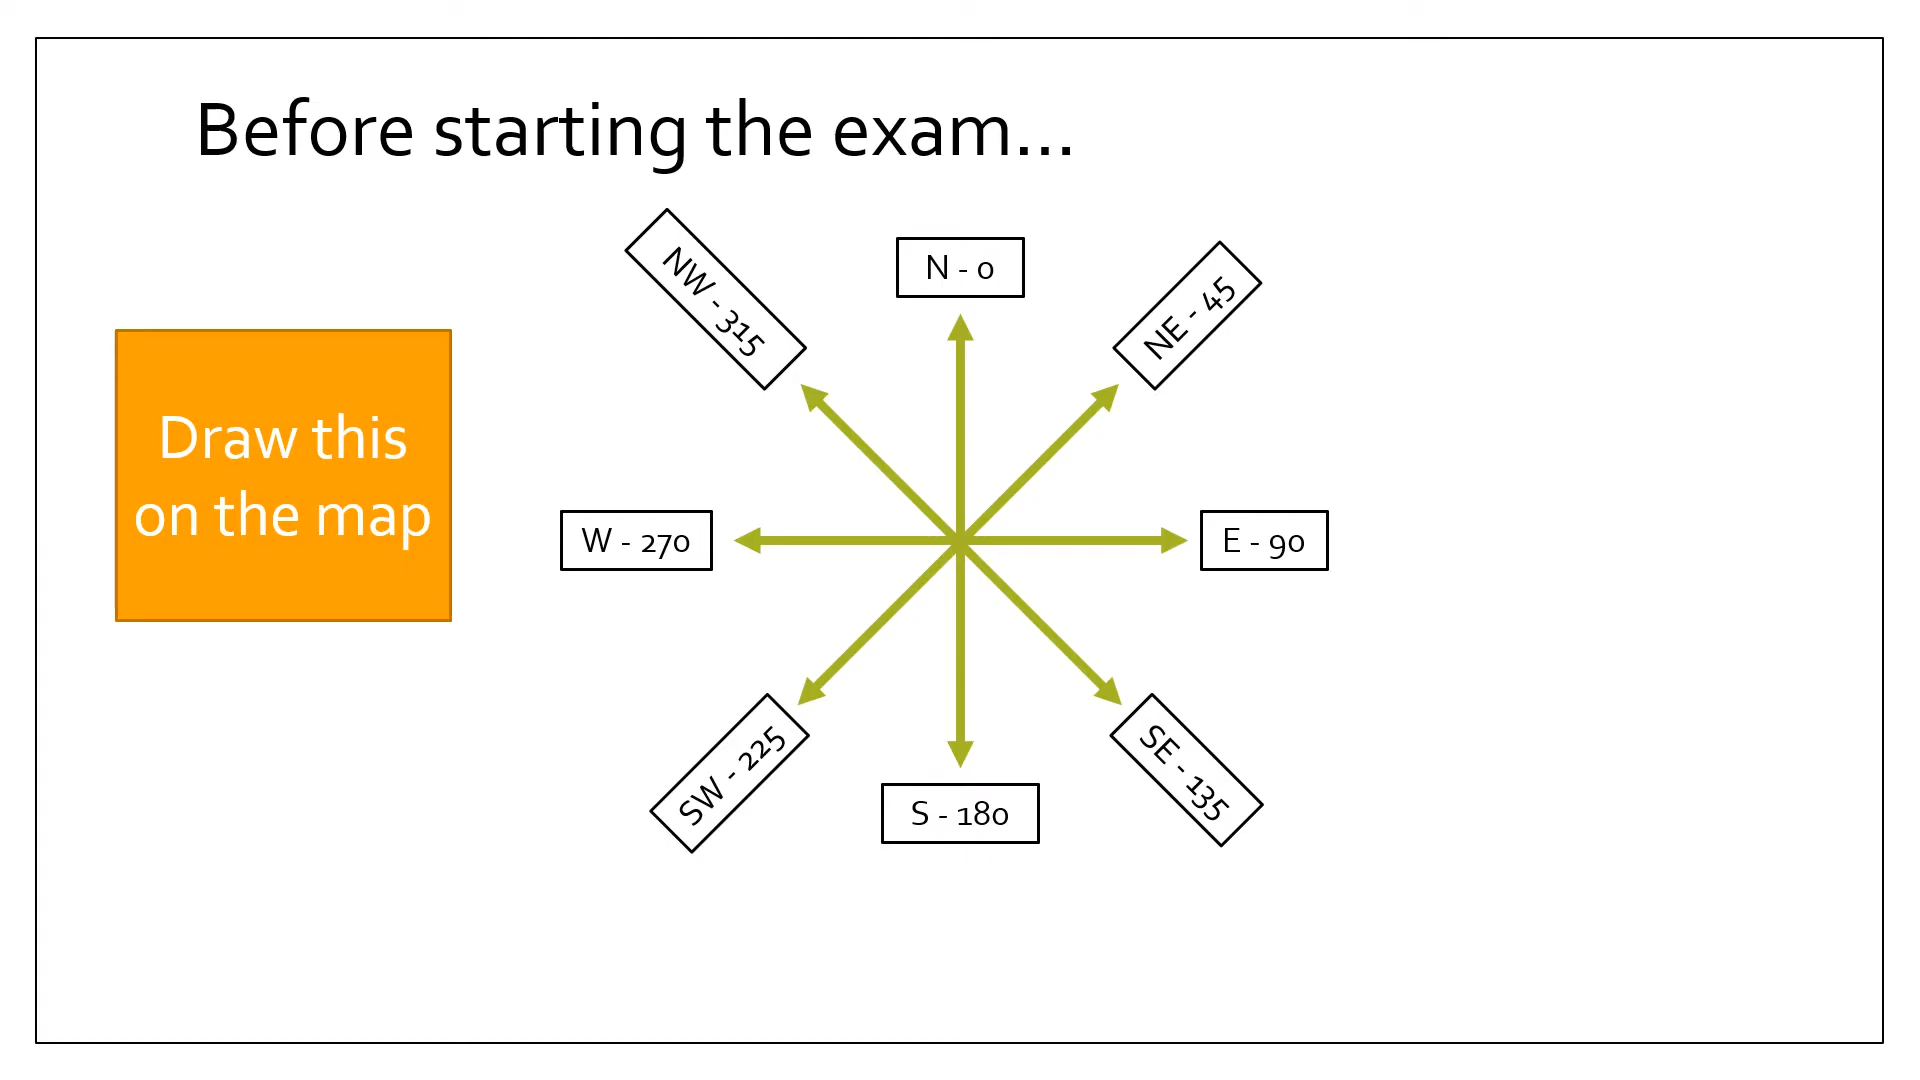 Before starting the exam...
NW - 315
N - 0
NE - 45
Draw this
on the map
W - 270
E - 90
SW - 225
S - 180
SE - 135